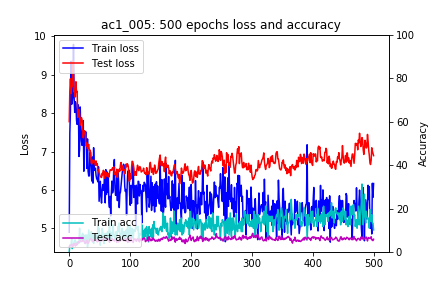 ac1_005: 500 epochs loss and accuracy
10
9
8
7
6
5
Loss
Train loss
Test loss
Train acc
Test acc
100
80
60
40
20
0
Accuracy
0
100
200
300
400
500